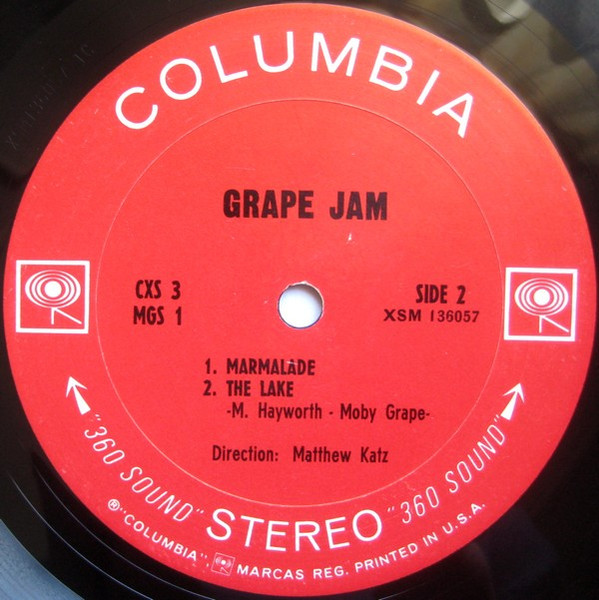 COLUMBIA
GRAPE JAM
CXS 3
MGS 1
SIDE 2
XSM 136057
1. MARMALADE
2. THE LAKE
-M. Hayworth - Moby Grape-
Direction: Matthew Katz
"360 SOUND" STEREO "360 SOUND"
®"COLUMBIA", MARCAS REG. PRINTED IN U.S.A.